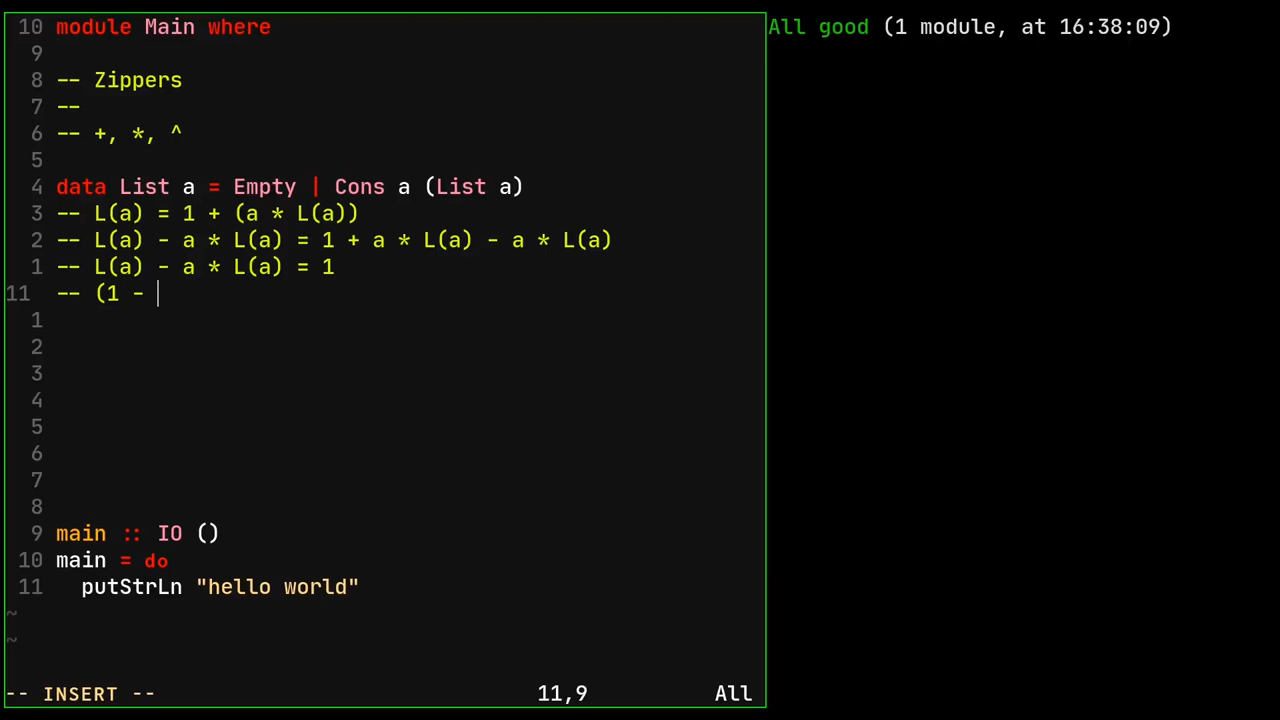 10 module Main where
9
8 -- Zippers
7 --
6 -- +, *, ^
5
4 data List a = Empty | Cons a (List a)
3 -- L(a) = 1 + (a * L(a))
2 -- L(a) - a * L(a) = 1 + a * L(a) - a * L(a)
1 -- L(a) - a * L(a) = 1
11 -- (1 -
1
2
3
4
5
6
7
8
9 main :: IO ()
10 main = do
11   putStrLn "hello world"
~
~
-- INSERT -- 11,9 All
All good (1 module, at 16:38:09)